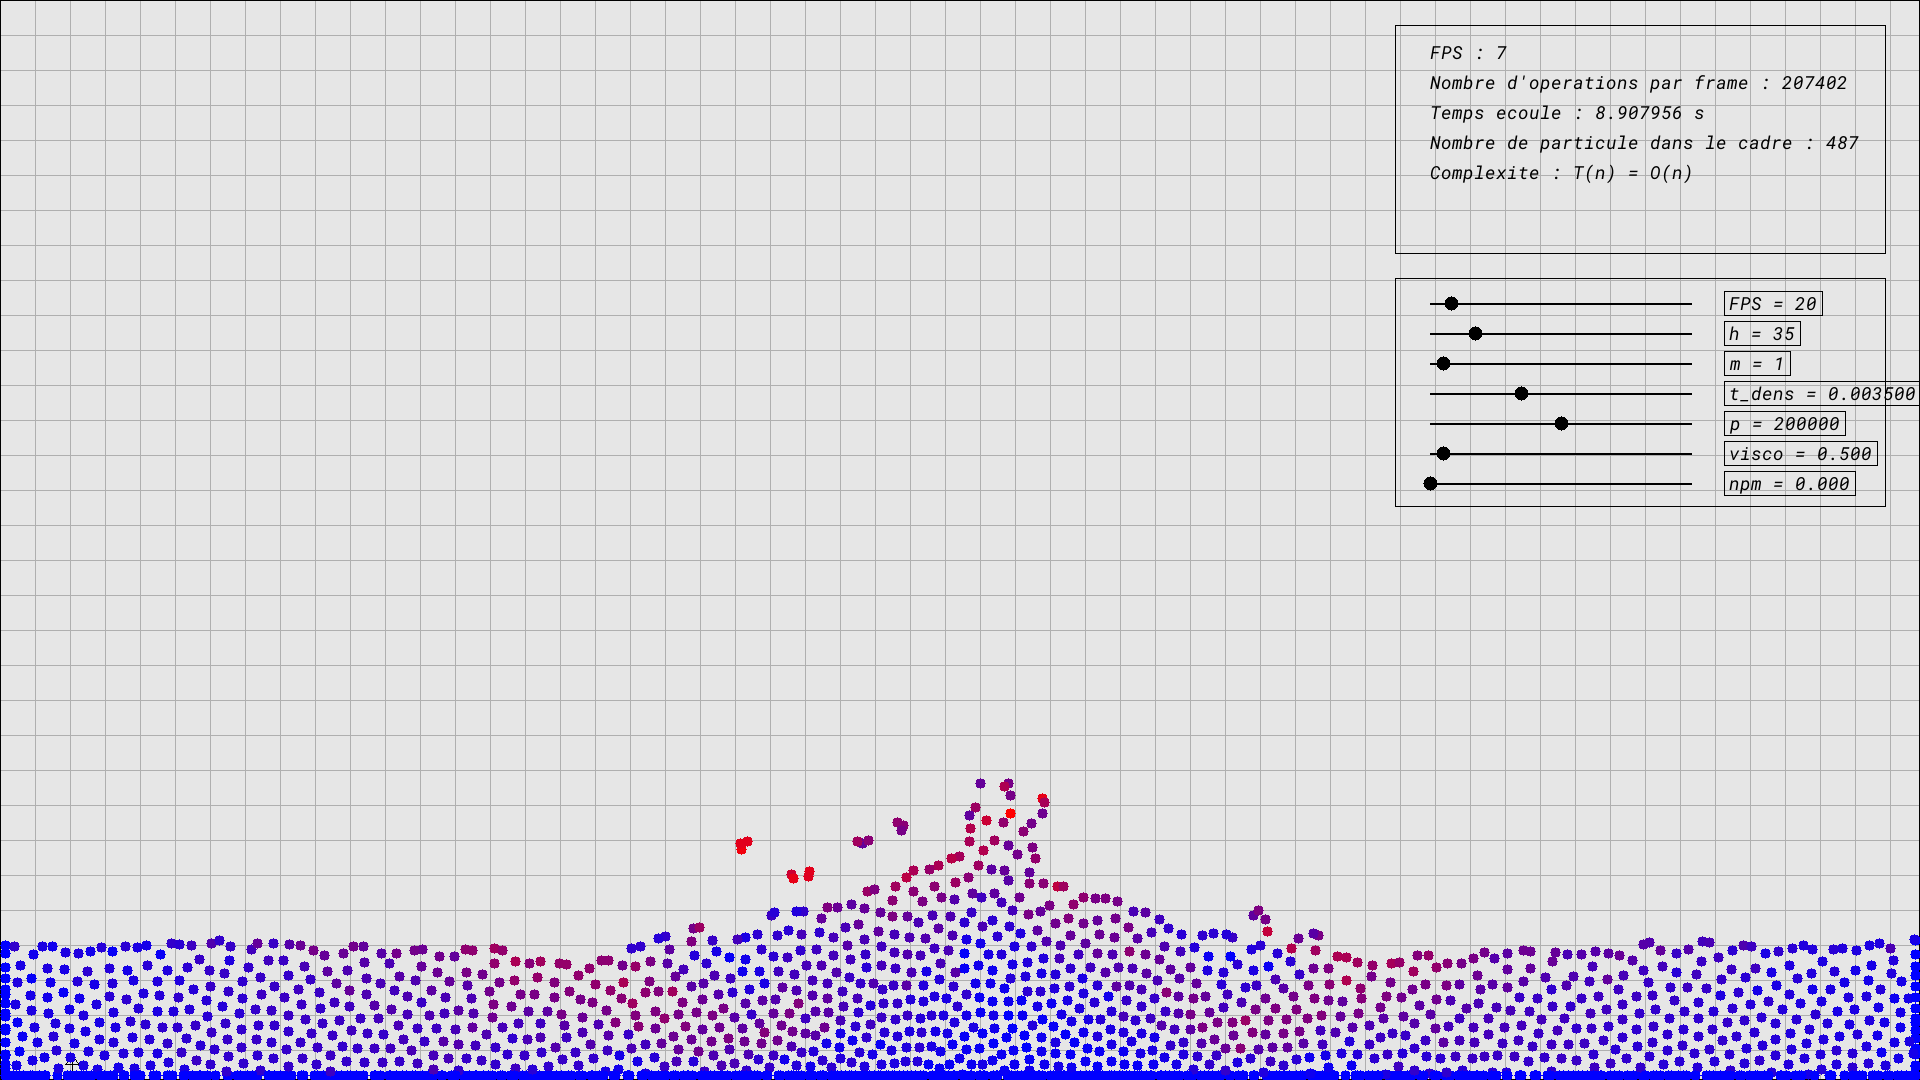 FPS : 7
Nombre d'operations par frame : 207402
Temps ecoule : 8.907956 s
Nombre de particule dans le cadre : 487
Complexite : T(n) = O(n)
FPS = 20
h = 35
m = 1
t_dens = 0.003500
p = 200000
visco = 0.500
npm = 0.000